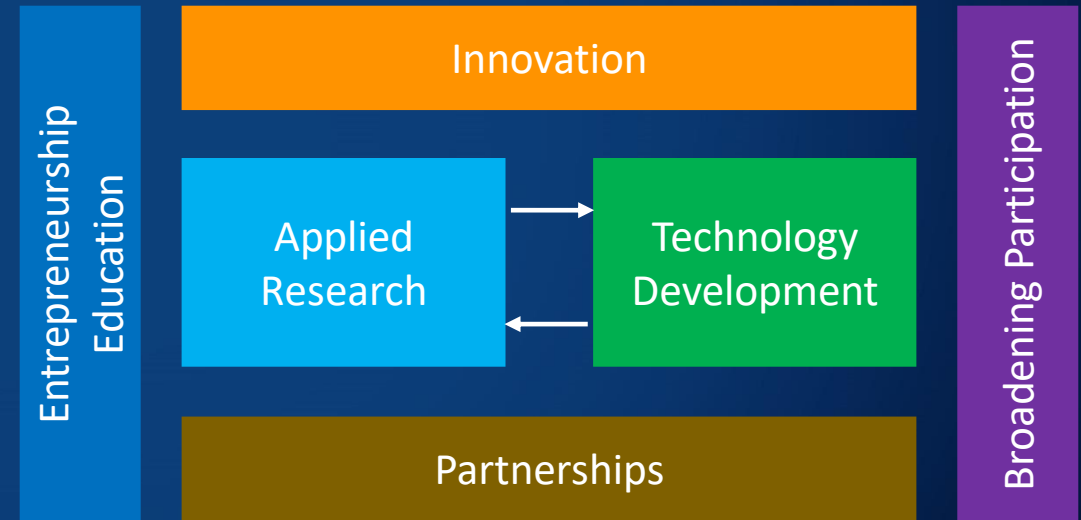 Entrepreneurship
Education
Innovation
Applied
Research
Technology
Development
Partnerships
Broadening Participation